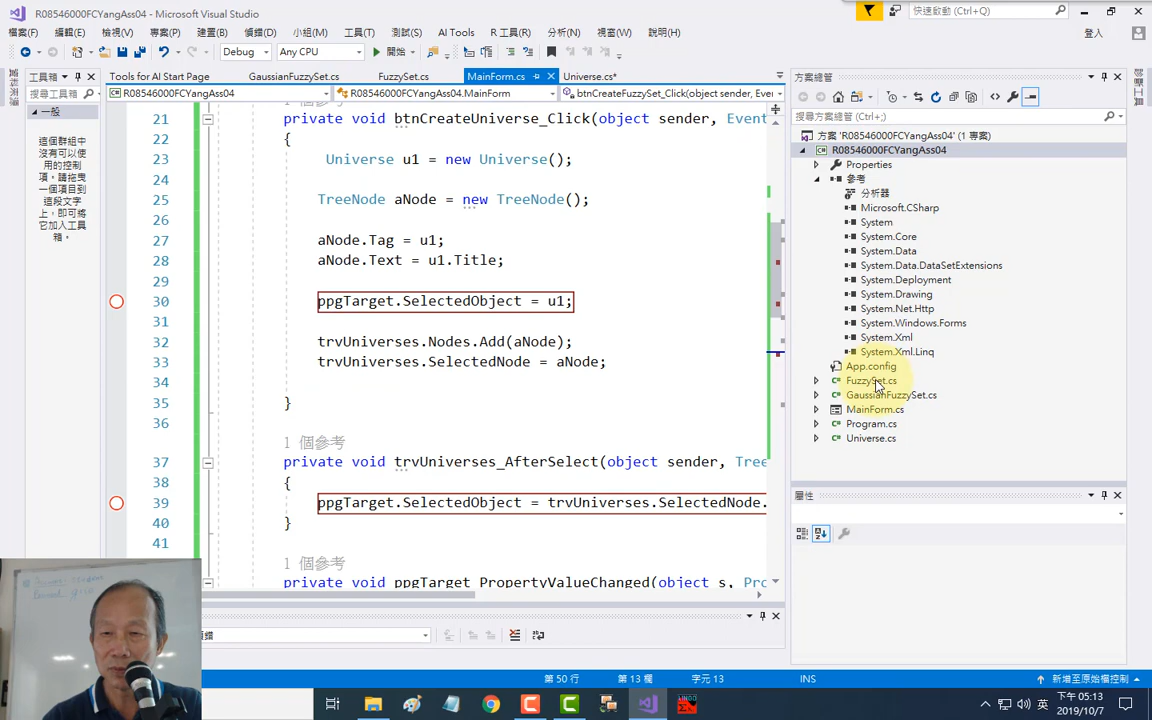 R08546000FCYangAss04 - Microsoft Visual Studio
快速啟動 (Ctrl+Q)
檔案(F) 編輯(E) 檢視(V) 專案(P) 建置(B) 偵錯(D) 小組(M) 工具(T) 測試(S) AI Tools R 工具(R) 分析(N) 視窗(W) 說明(H)
登入
Debug Any CPU 開始
工具箱
搜尋工具箱
一般
這個群組中
沒有可以使
用的控制
項，請拖曳
一個項目到
這段文字
上，即可將
它加入工具
箱。
Tools for AI Start Page GaussianFuzzySet.cs FuzzySet.cs MainForm.cs Universe.cs*
R08546000FCYangAss04 R08546000FCYangAss04.MainForm btnCreateFuzzySet_Click(object sender, Even
21 private void btnCreateUniverse_Click(object sender, Event
22 {
23 Universe u1 = new Universe();
24
25 TreeNode aNode = new TreeNode();
26
27 aNode.Tag = u1;
28 aNode.Text = u1.Title;
29
30 ppgTarget.SelectedObject = u1;
31
32 trvUniverses.Nodes.Add(aNode);
33 trvUniverses.SelectedNode = aNode;
34
35 }
36
1 個參考
37 private void trvUniverses_AfterSelect(object sender, Tree
38 {
39 ppgTarget.SelectedObject = trvUniverses.SelectedNode.
40 }
41
1 個參考
private void ppgTarget_PropertyValueChanged(object s, Pro
方案總管
搜尋方案總管 (Ctrl+;)
方案 'R08546000FCYangAss04' (1 專案)
R08546000FCYangAss04
Properties
參考
分析器
Microsoft.CSharp
System
System.Core
System.Data
System.Data.DataSetExtensions
System.Deployment
System.Drawing
System.Net.Http
System.Windows.Forms
System.Xml
System.Xml.Linq
App.config
FuzzySet.cs
GaussianFuzzySet.cs
MainForm.cs
Program.cs
Universe.cs
屬性
第 50 行 第 13 欄 字元 13 INS 新增至原始檔控制
英
下午 05:13
2019/10/7